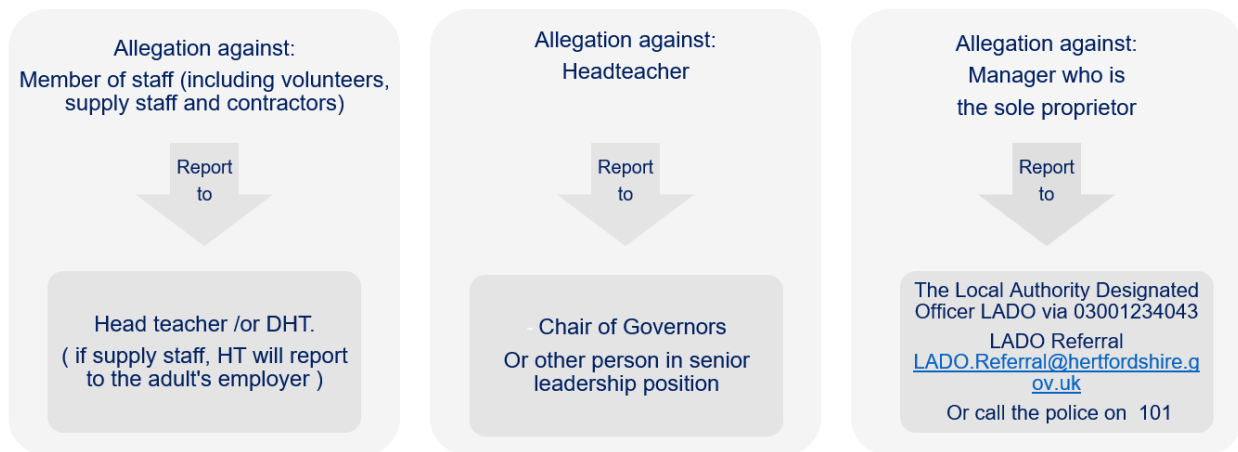 Allegation against:
Member of staff (including volunteers,
supply staff and contractors)
Report
to
Head teacher /or DHT.
( if supply staff, HT will report
to the adult's employer )
Allegation against:
Headteacher
Report
to
- Chair of Governors
Or other person in senior
leadership position
Allegation against:
Manager who is
the sole proprietor
Report
to
The Local Authority Designated
Officer LADO via 03001234043
LADO Referral
LADO.Referral@hertfordshire.g
ov.uk
Or call the police on  101